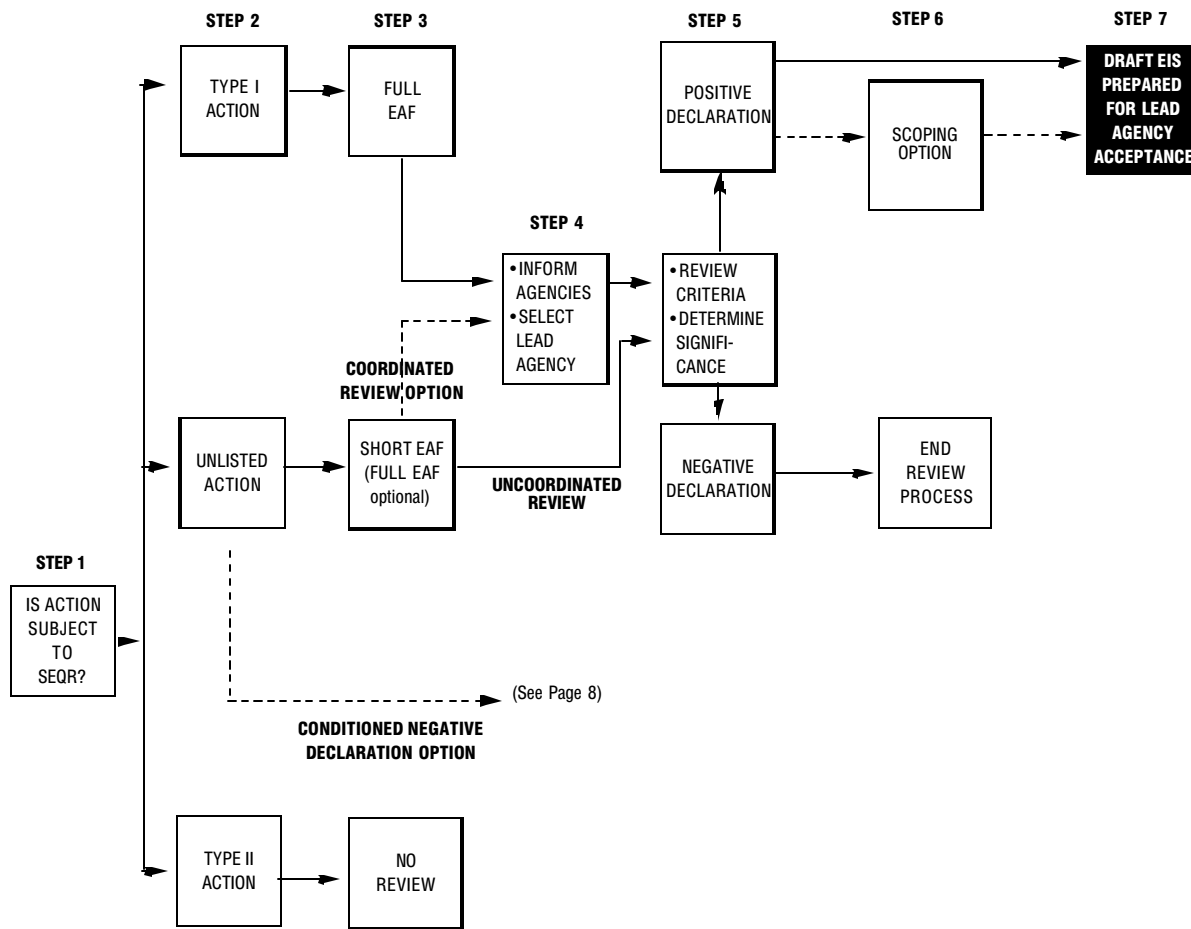 STEP 2
STEP 3
STEP 5
STEP 6
STEP 7
TYPE I
ACTION
FULL
EAF
POSITIVE
DECLARATION
SCOPING
OPTION
DRAFT EIS
PREPARED
FOR LEAD
AGENCY
ACCEPTANCE
STEP 4
•INFORM
AGENCIES
•SELECT
LEAD
AGENCY
•REVIEW
CRITERIA
•DETERMINE
SIGNIFI-
CANCE
COORDINATED
REVIEW OPTION
UNLISTED
ACTION
SHORT EAF
(FULL EAF
optional)
UNCOORDINATED
REVIEW
NEGATIVE
DECLARATION
END
REVIEW
PROCESS
STEP 1
IS ACTION
SUBJECT
TO
SEQR?
(See Page 8)
CONDITIONED NEGATIVE
DECLARATION OPTION
TYPE II
ACTION
NO
REVIEW